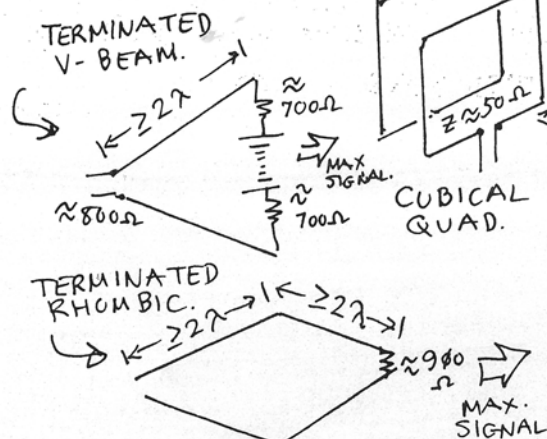 TERMINATED
V-BEAM.
≥2λ
≈
700Ω
≈800Ω
≈
700Ω
MAX
SIGNAL.
Z≈50Ω
CUBICAL
QUAD.
TERMINATED
RHOMBIC.
≥2λ
≥2λ
≈900
Ω
MAX.
SIGNAL